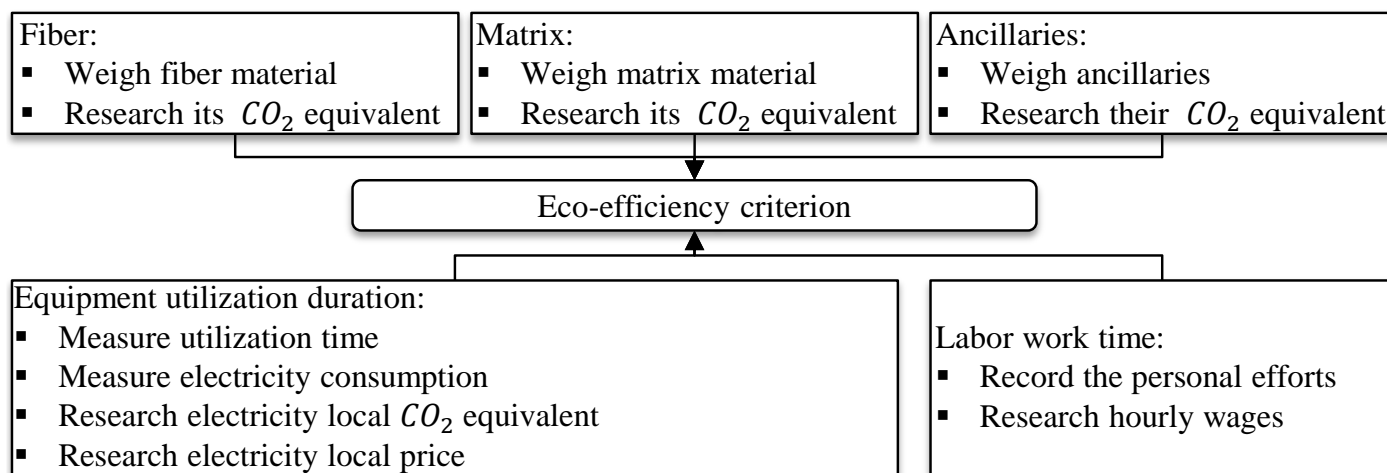 Fiber:
▪ Weigh fiber material
▪ Research its CO₂ equivalent
Matrix:
▪ Weigh matrix material
▪ Research its CO₂ equivalent
Ancillaries:
▪ Weigh ancillaries
▪ Research their CO₂ equivalent
Eco-efficiency criterion
Equipment utilization duration:
▪ Measure utilization time
▪ Measure electricity consumption
▪ Research electricity local CO₂ equivalent
▪ Research electricity local price
Labor work time:
▪ Record the personal efforts
▪ Research hourly wages